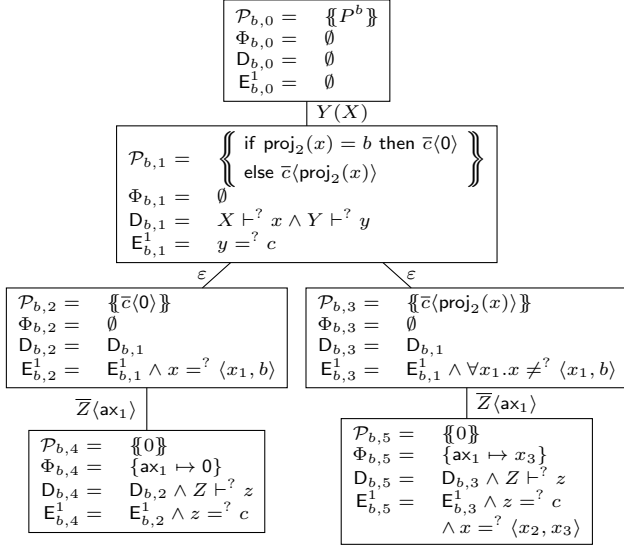 𝒫_{b,0} = {{P^b}}
Φ_{b,0} = ∅
D_{b,0} = ∅
E^1_{b,0} = ∅
Y(X)
𝒫_{b,1} = {{ if proj_2(x) = b then c̅⟨0⟩
else c̅⟨proj_2(x)⟩ }}
Φ_{b,1} = ∅
D_{b,1} = X ⊢^? x ∧ Y ⊢^? y
E^1_{b,1} = y =^? c
ε
ε
𝒫_{b,2} = {{c̅⟨0⟩}}
Φ_{b,2} = ∅
D_{b,2} = D_{b,1}
E^1_{b,2} = E^1_{b,1} ∧ x =^? ⟨x_1, b⟩
𝒫_{b,3} = {{c̅⟨proj_2(x)⟩}}
Φ_{b,3} = ∅
D_{b,3} = D_{b,1}
E^1_{b,3} = E^1_{b,1} ∧ ∀x_1.x ≠^? ⟨x_1, b⟩
Z̅⟨ax_1⟩
Z̅⟨ax_1⟩
𝒫_{b,4} = {{0}}
Φ_{b,4} = {ax_1 ↦ 0}
D_{b,4} = D_{b,2} ∧ Z ⊢^? z
E^1_{b,4} = E^1_{b,2} ∧ z =^? c
𝒫_{b,5} = {{0}}
Φ_{b,5} = {ax_1 ↦ x_3}
D_{b,5} = D_{b,3} ∧ Z ⊢^? z
E^1_{b,5} = E^1_{b,3} ∧ z =^? c
∧ x =^? ⟨x_2, x_3⟩